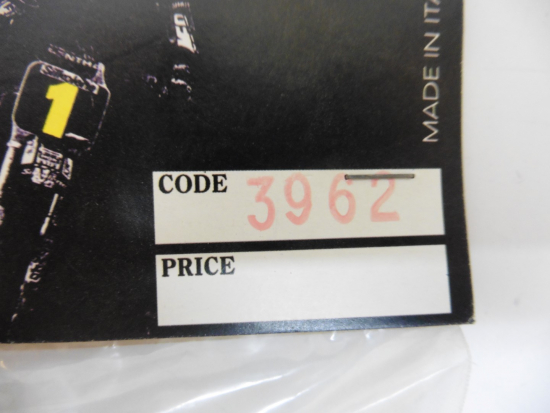 1
MADE IN ITA
CODE 3962
PRICE